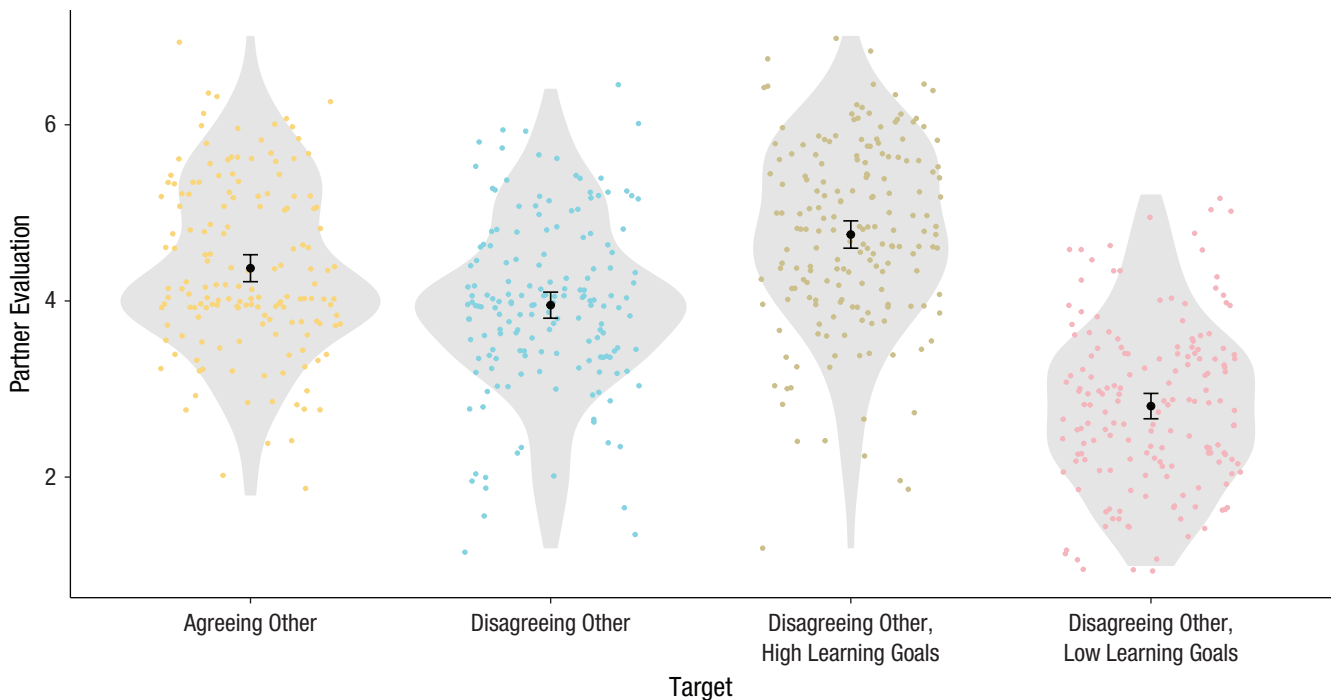 Partner Evaluation
6
4
2
Agreeing Other
Disagreeing Other
Disagreeing Other,
High Learning Goals
Disagreeing Other,
Low Learning Goals
Target